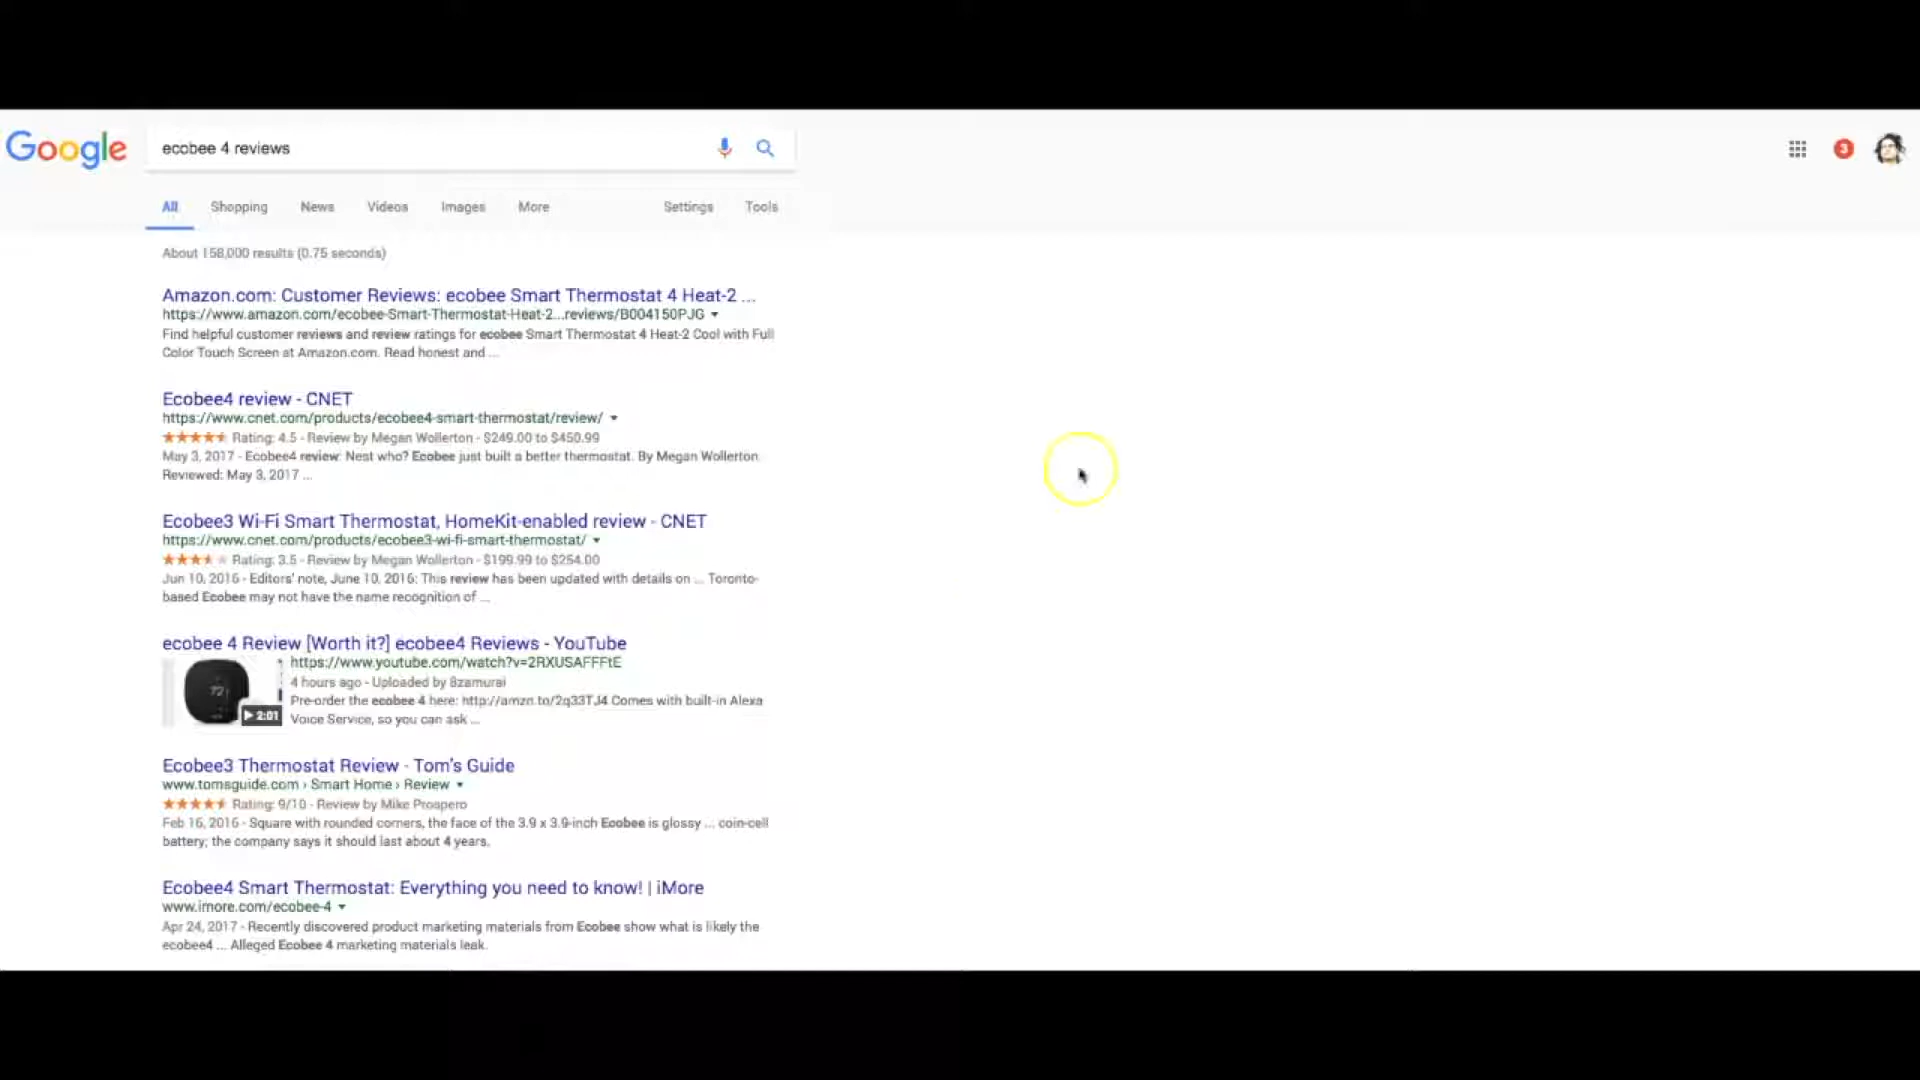 Google
ecobee 4 reviews
3
All Shopping News Videos Images More Settings Tools
About 158,000 results (0.75 seconds)
Amazon.com: Customer Reviews: ecobee Smart Thermostat 4 Heat-2 ...
https://www.amazon.com/ecobee-Smart-Thermostat-Heat-2...reviews/B004150PJG
Find helpful customer reviews and review ratings for ecobee Smart Thermostat 4 Heat-2 Cool with Full
Color Touch Screen at Amazon.com. Read honest and ...
Ecobee4 review - CNET
https://www.cnet.com/products/ecobee4-smart-thermostat/review/
Rating: 4.5 - Review by Megan Wollerton - $249.00 to $450.99
May 3, 2017 - Ecobee4 review: Nest who? Ecobee just built a better thermostat. By Megan Wollerton.
Reviewed: May 3, 2017 ...
Ecobee3 Wi-Fi Smart Thermostat, HomeKit-enabled review - CNET
https://www.cnet.com/products/ecobee3-wi-fi-smart-thermostat/
Rating: 3.5 - Review by Megan Wollerton - $199.99 to $254.00
Jun 10, 2016 - Editors' note, June 10, 2016: This review has been updated with details on ... Toronto-
based Ecobee may not have the name recognition of ...
ecobee 4 Review [Worth it?] ecobee4 Reviews - YouTube
https://www.youtube.com/watch?v=2RXUSAFFFtE
4 hours ago - Uploaded by 8zamurai
Pre-order the ecobee 4 here: http://amzn.to/2q33TJ4 Comes with built-in Alexa
Voice Service, so you can ask ...
72
2:01
Ecobee3 Thermostat Review - Tom's Guide
www.tomsguide.com › Smart Home › Review
Rating: 9/10 - Review by Mike Prospero
Feb 16, 2016 - Square with rounded corners, the face of the 3.9 x 3.9-inch Ecobee is glossy ... coin-cell
battery; the company says it should last about 4 years.
Ecobee4 Smart Thermostat: Everything you need to know! | iMore
www.imore.com/ecobee-4
Apr 24, 2017 - Recently discovered product marketing materials from Ecobee show what is likely the
ecobee4 ... Alleged Ecobee 4 marketing materials leak.